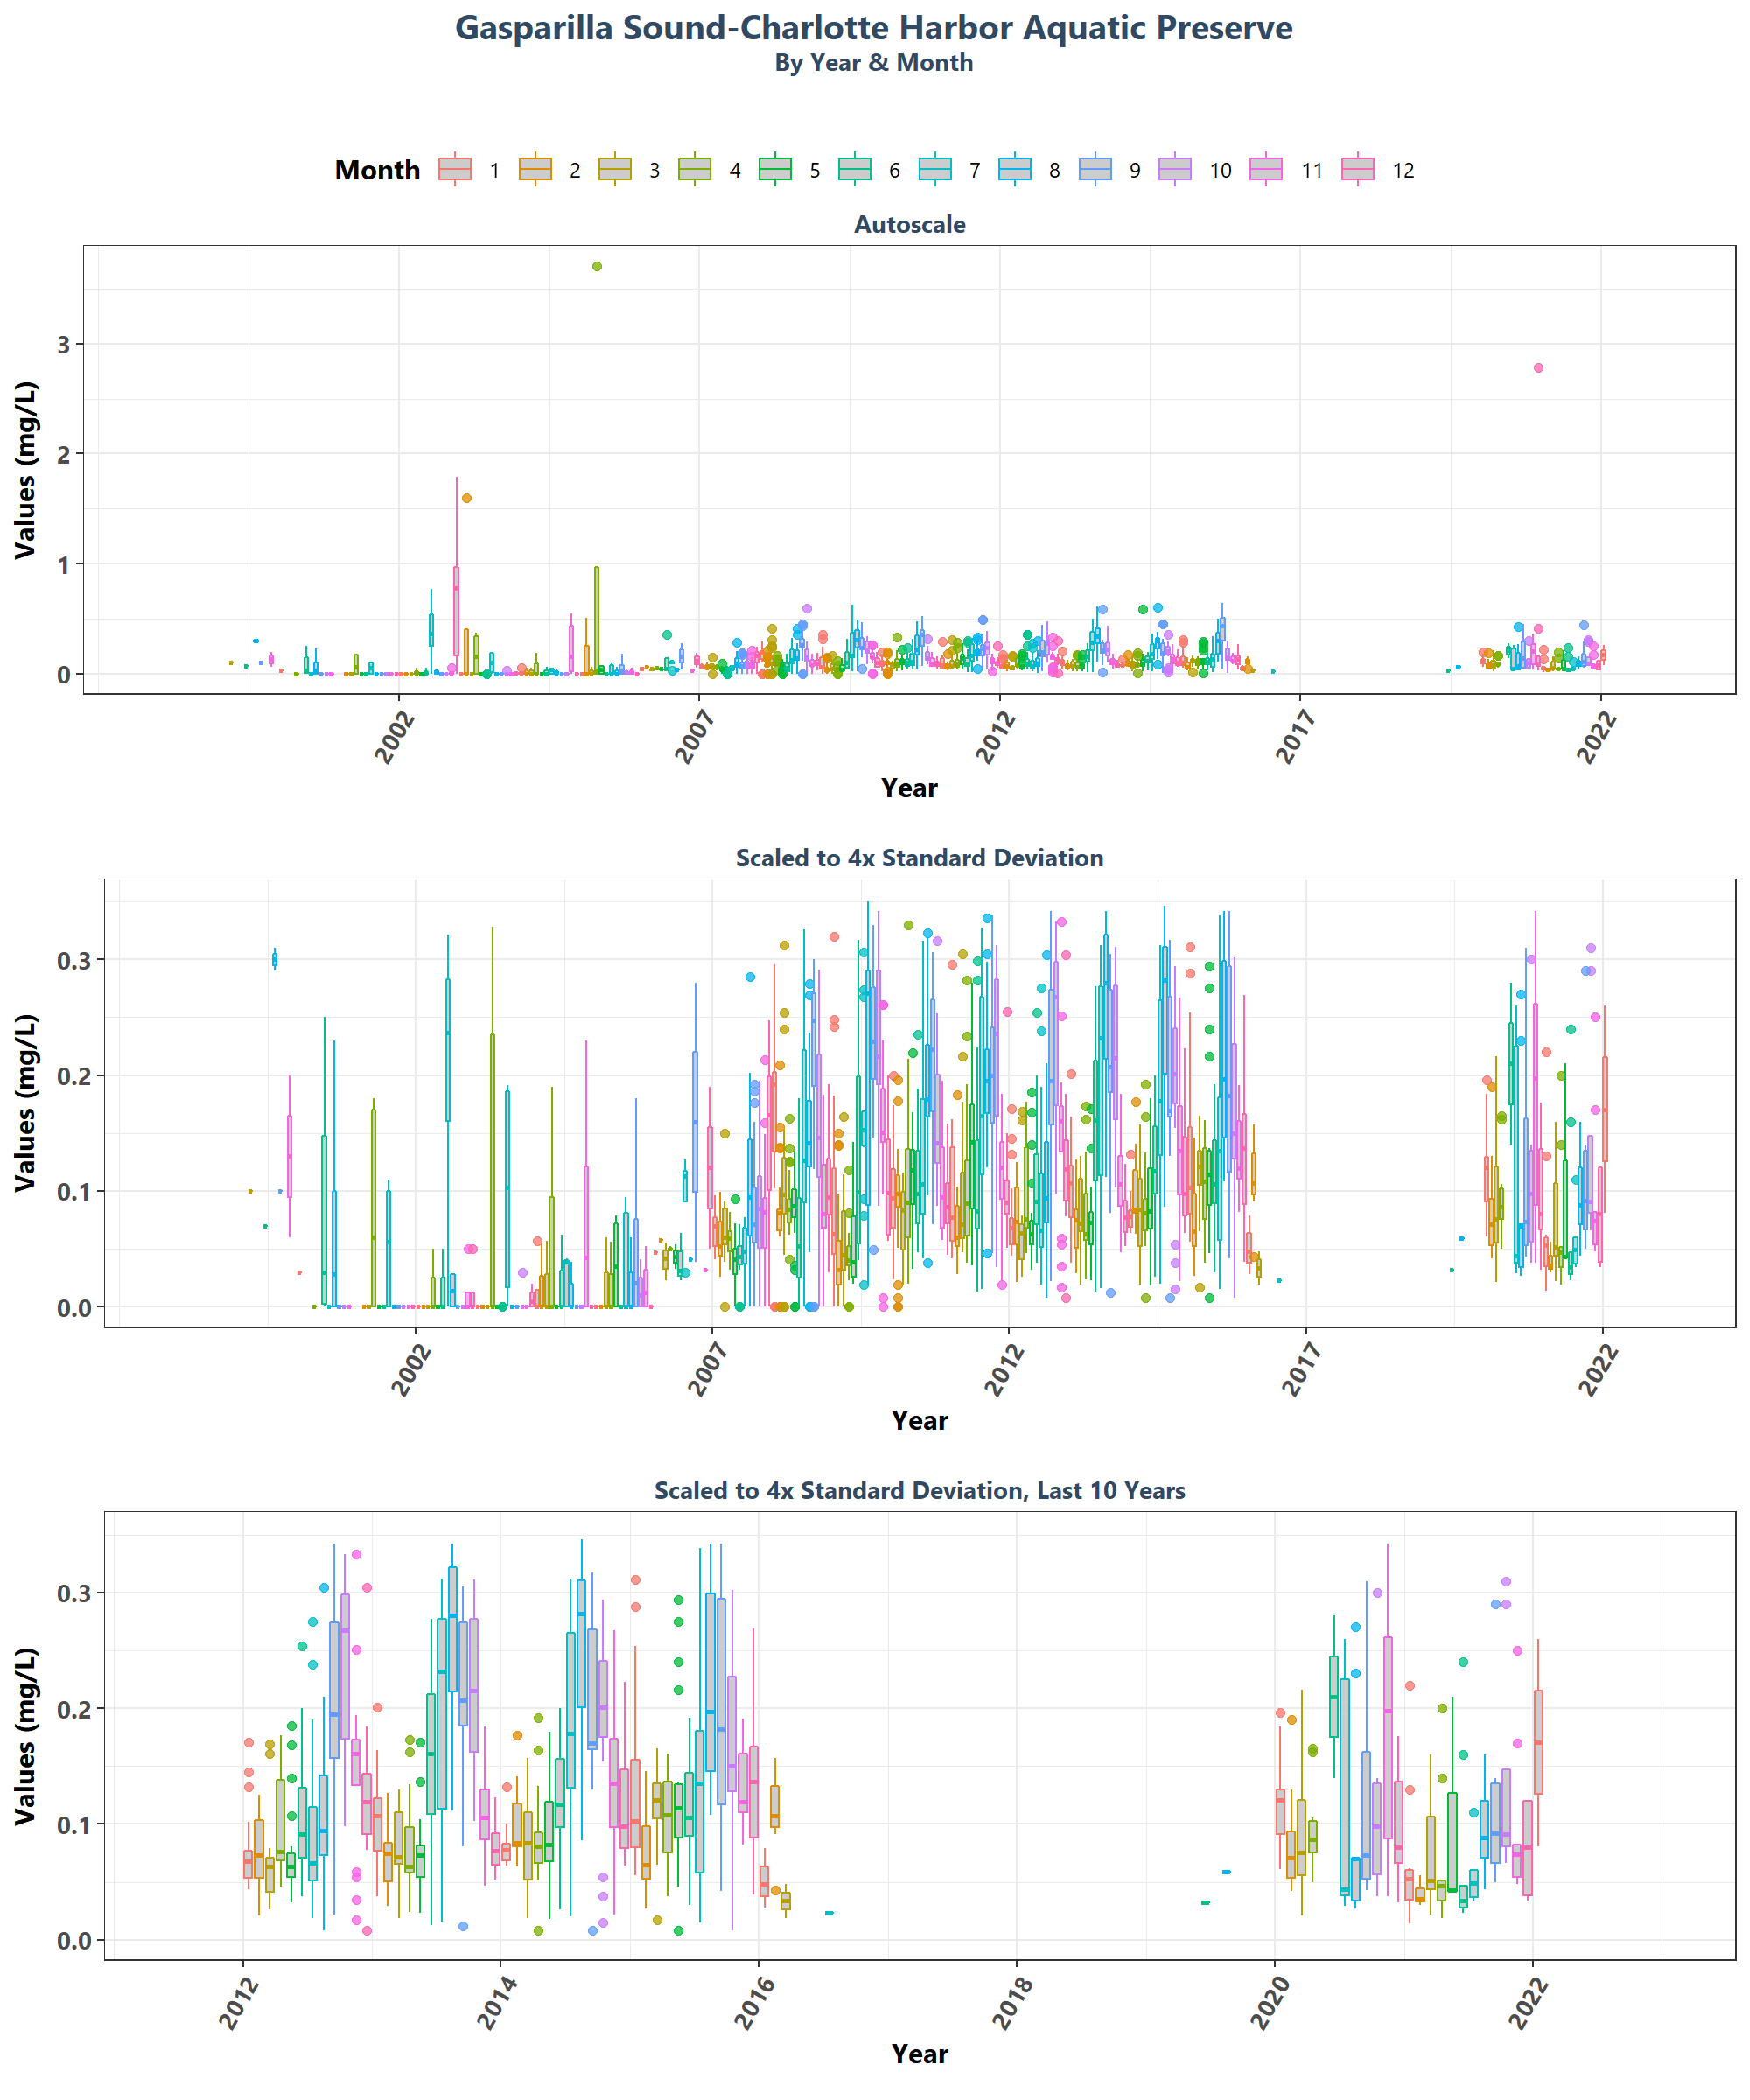 Gasparilla Sound-Charlotte Harbor Aquatic Preserve
By Year & Month
Month 1 2 3 4 5 6 7 8 9 10 11 12
Autoscale
Values (mg/L)
3
2
1
0
2002 2007 2012 2017 2022
Year
Scaled to 4x Standard Deviation
Values (mg/L)
0.3
0.2
0.1
0.0
2002 2007 2012 2017 2022
Year
Scaled to 4x Standard Deviation, Last 10 Years
Values (mg/L)
0.3
0.2
0.1
0.0
2012 2014 2016 2018 2020 2022
Year